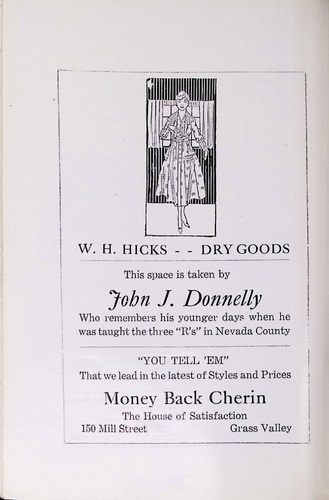 W. H. HICKS - - DRY GOODS
This space is taken by
John J. Donnelly
Who remembers his younger days when he
was taught the three "R's" in Nevada County
"YOU TELL 'EM"
That we lead in the latest of Styles and Prices
Money Back Cherin
The House of Satisfaction
150 Mill Street Grass Valley